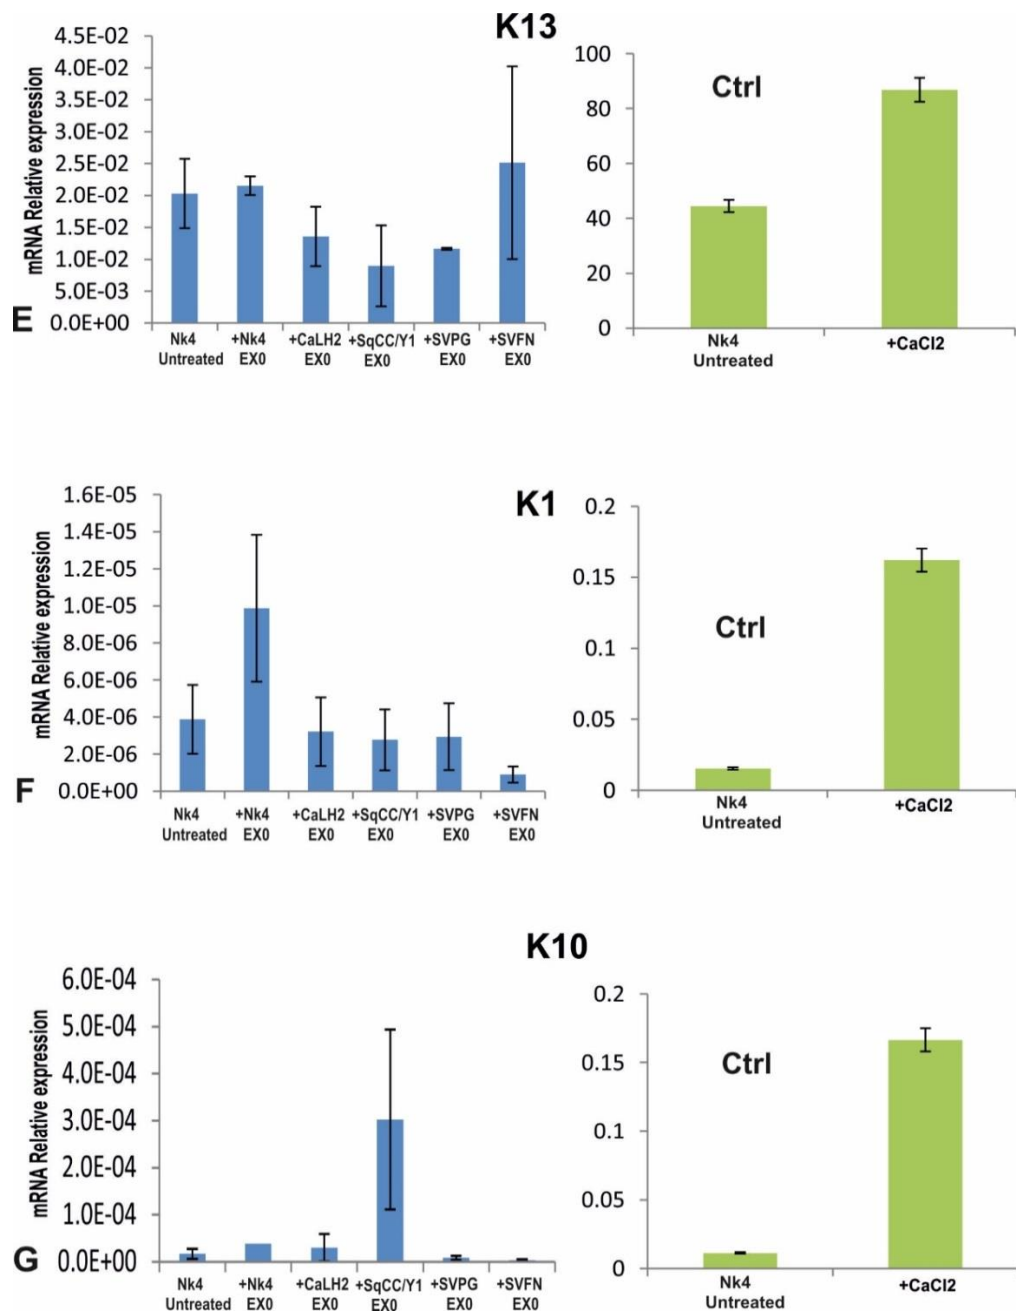 K13
mRNA Relative expression
4.5E-02
4.0E-02
3.5E-02
3.0E-02
2.5E-02
2.0E-02
1.5E-02
1.0E-02
5.0E-03
0.0E+00
E
Nk4 +Nk4 +CaLH2 +SqCC/Y1 +SVPG +SVFN
Untreated EX0 EX0 EX0 EX0 EX0
100
80
60
40
20
0
Ctrl
Nk4 +CaCl2
Untreated
K1
mRNA Relative expression
1.6E-05
1.4E-05
1.2E-05
1.0E-05
8.0E-06
6.0E-06
4.0E-06
2.0E-06
0.0E+00
F
Nk4 +Nk4 +CaLH2 +SqCC/Y1 +SVPG +SVFN
Untreated EX0 EX0 EX0 EX0 EX0
0.2
0.15
0.1
0.05
0
Ctrl
Nk4 +CaCl2
Untreated
K10
mRNA Relative expression
6.0E-04
5.0E-04
4.0E-04
3.0E-04
2.0E-04
1.0E-04
0.0E+00
G
Nk4 +Nk4 +CaLH2 +SqCC/Y1 +SVPG +SVFN
Untreated EX0 EX0 EX0 EX0 EX0
0.2
0.15
0.1
0.05
0
Ctrl
Nk4 +CaCl2
Untreated